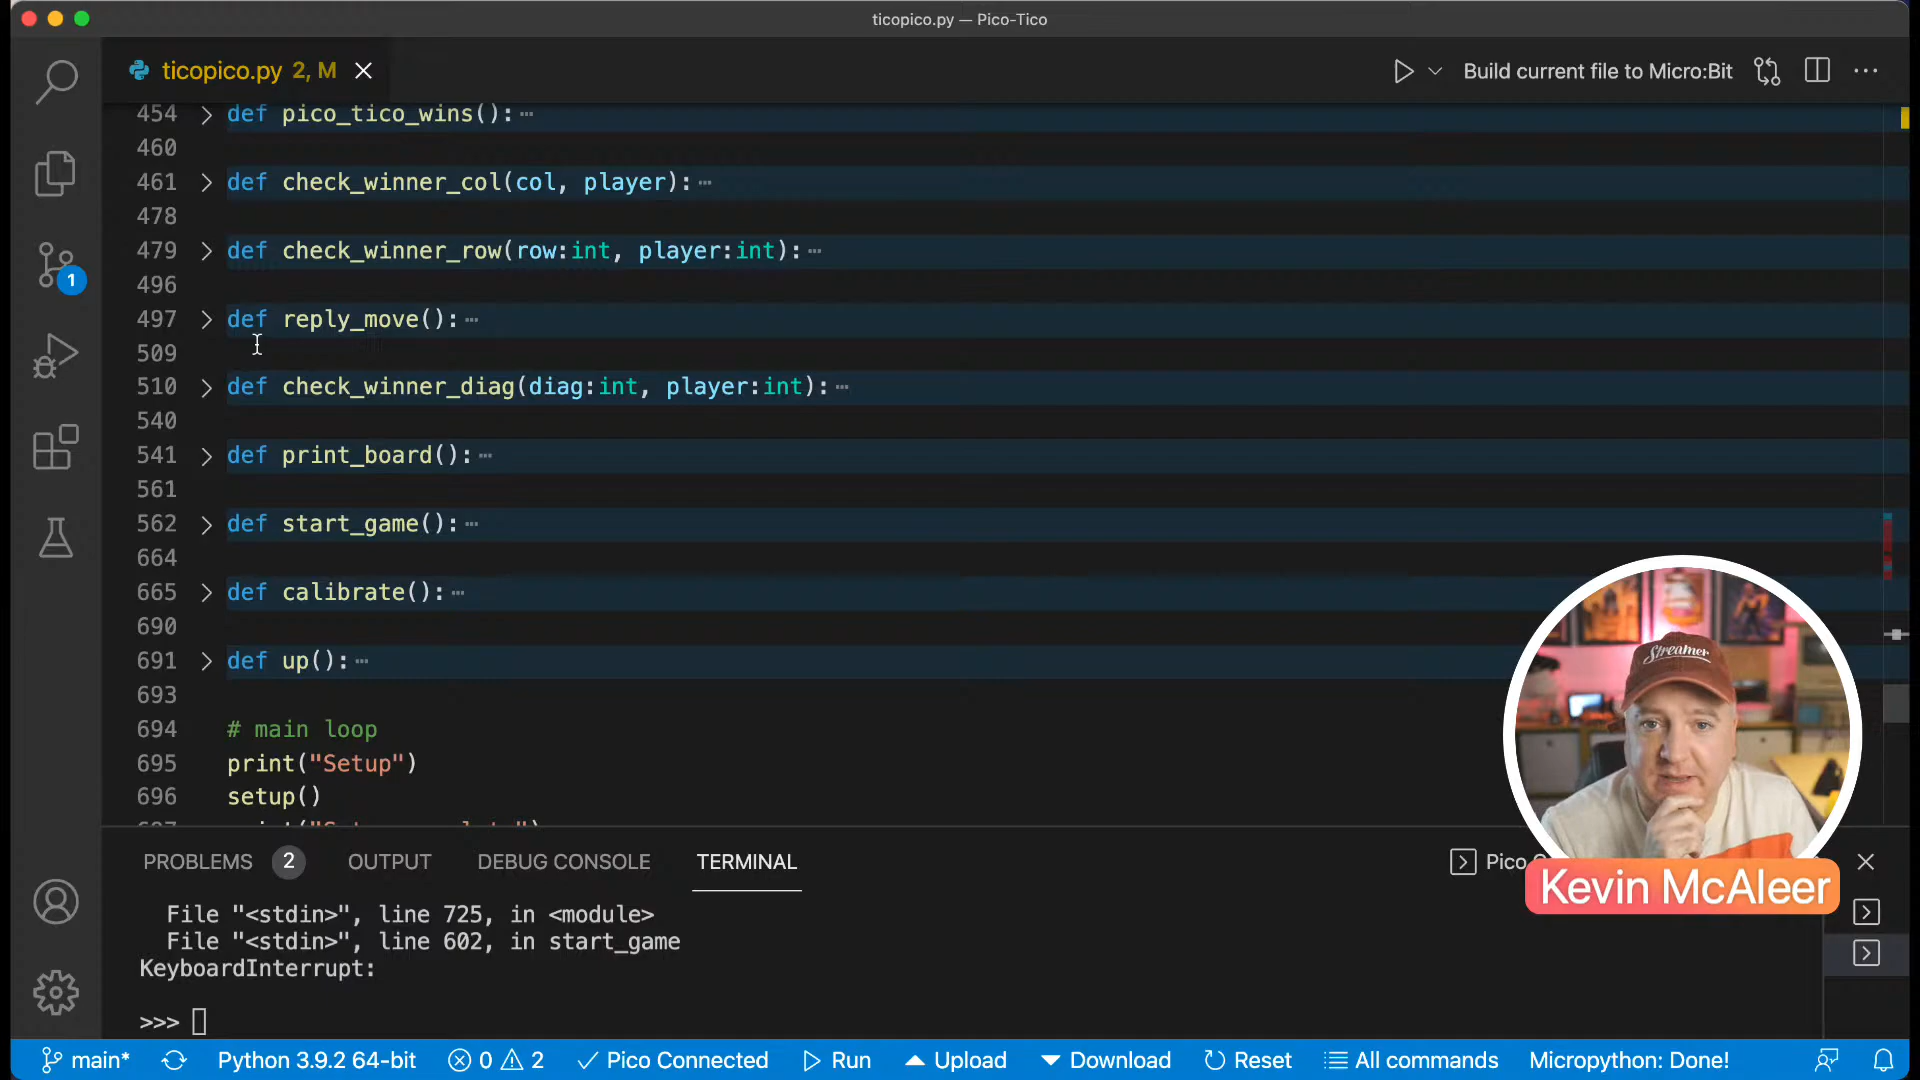 ticopico.py — Pico-Tico
ticopico.py 2, M
Build current file to Micro:Bit
454 def pico_tico_wins():
460
461 def check_winner_col(col, player):
478
479 def check_winner_row(row:int, player:int):
496
497 def reply_move():
509
510 def check_winner_diag(diag:int, player:int):
540
541 def print_board():
561
562 def start_game():
664
665 def calibrate():
690
691 def up():
693
694 # main loop
695 print("Setup")
696 setup()
1
Streamer
PROBLEMS 2 OUTPUT DEBUG CONSOLE TERMINAL
Pico
Kevin McAleer
File "<stdin>", line 725, in <module>
File "<stdin>", line 602, in start_game
KeyboardInterrupt:
>>>
main* Python 3.9.2 64-bit 0 2 Pico Connected Run Upload Download Reset All commands Micropython: Done!